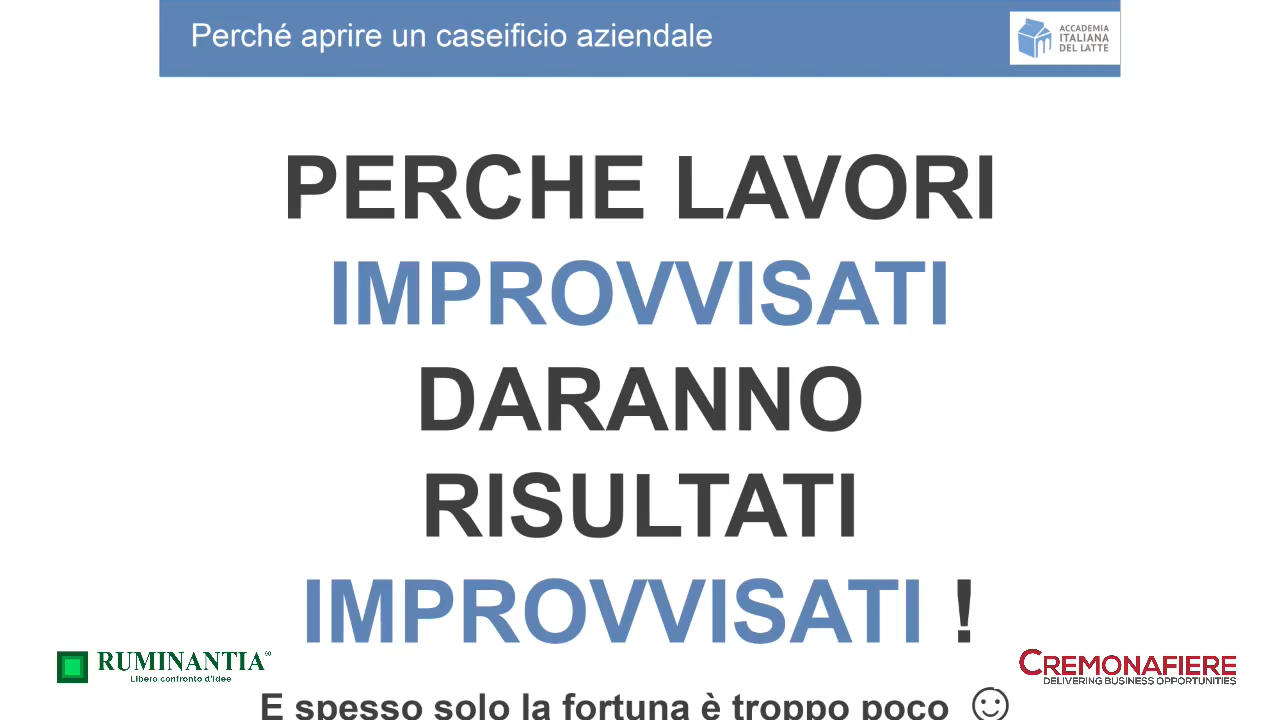 Perché aprire un caseificio aziendale
ACCADEMIA
ITALIANA
DEL LATTE
PERCHE LAVORI
IMPROVVISATI
DARANNO
RISULTATI
IMPROVVISATI !
RUMINANTIA®
Libero confronto d'idee
CREMONAFIERE
DELIVERING BUSINESS OPPORTUNITIES
E spesso solo la fortuna è troppo poco ☺